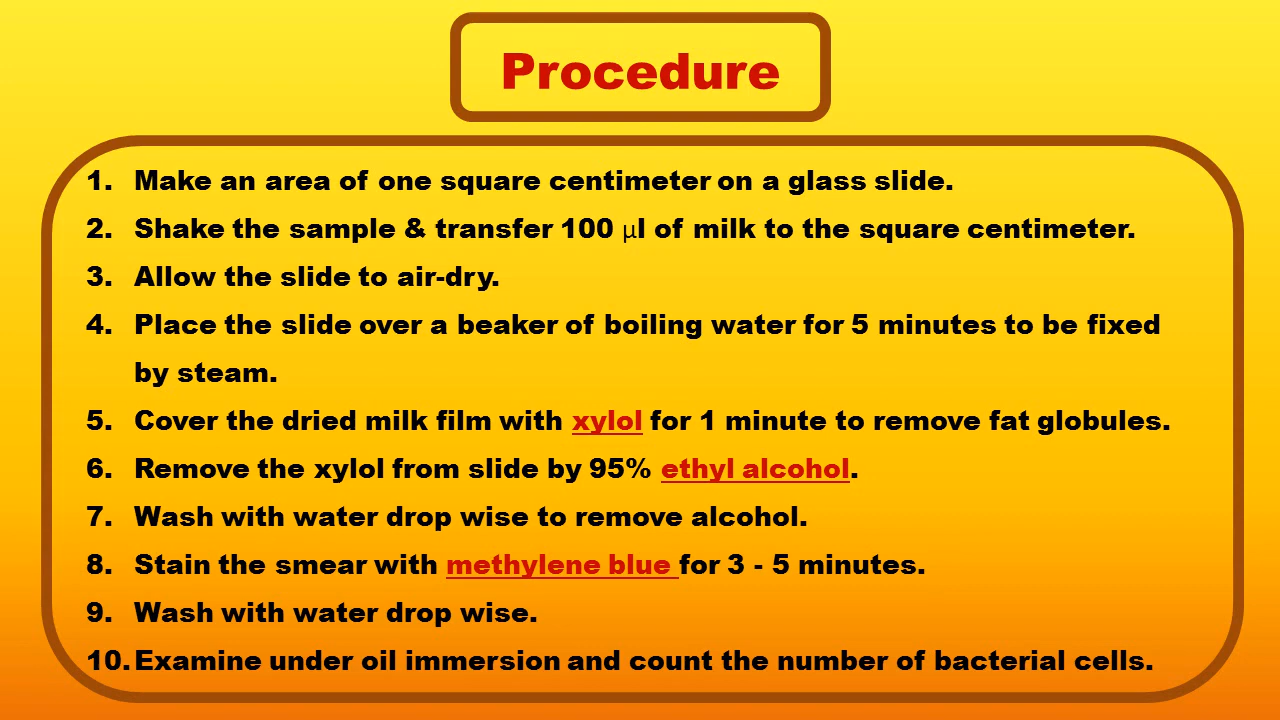 Procedure
1. Make an area of one square centimeter on a glass slide.
2. Shake the sample & transfer 100 µl of milk to the square centimeter.
3. Allow the slide to air-dry.
4. Place the slide over a beaker of boiling water for 5 minutes to be fixed
by steam.
5. Cover the dried milk film with xylol for 1 minute to remove fat globules.
6. Remove the xylol from slide by 95% ethyl alcohol.
7. Wash with water drop wise to remove alcohol.
8. Stain the smear with methylene blue for 3 - 5 minutes.
9. Wash with water drop wise.
10. Examine under oil immersion and count the number of bacterial cells.